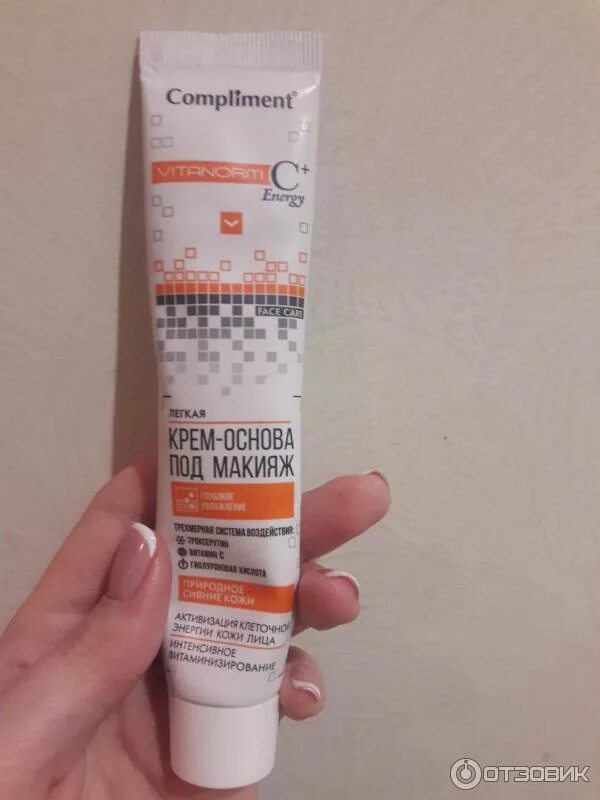 Compliment®
VITANORM C+
Energy
FACE CARE
ЛЕГКАЯ
КРЕМ-ОСНОВА
ПОД МАКИЯЖ
ГЛУБОКОЕ
УВЛАЖНЕНИЕ
ТРЕХМЕРНАЯ СИСТЕМА ВОЗДЕЙСТВИЯ:
ТРОКСЕРУТИН
ВИТАМИН С
ГИАЛУРОНОВАЯ КИСЛОТА
ПРИРОДНОЕ
СИЯНИЕ КОЖИ
АКТИВИЗАЦИЯ КЛЕТОЧНОЙ
ЭНЕРГИИ КОЖИ ЛИЦА
ИНТЕНСИВНОЕ
ВИТАМИНИЗИРОВАНИЕ
ОТЗОВИК